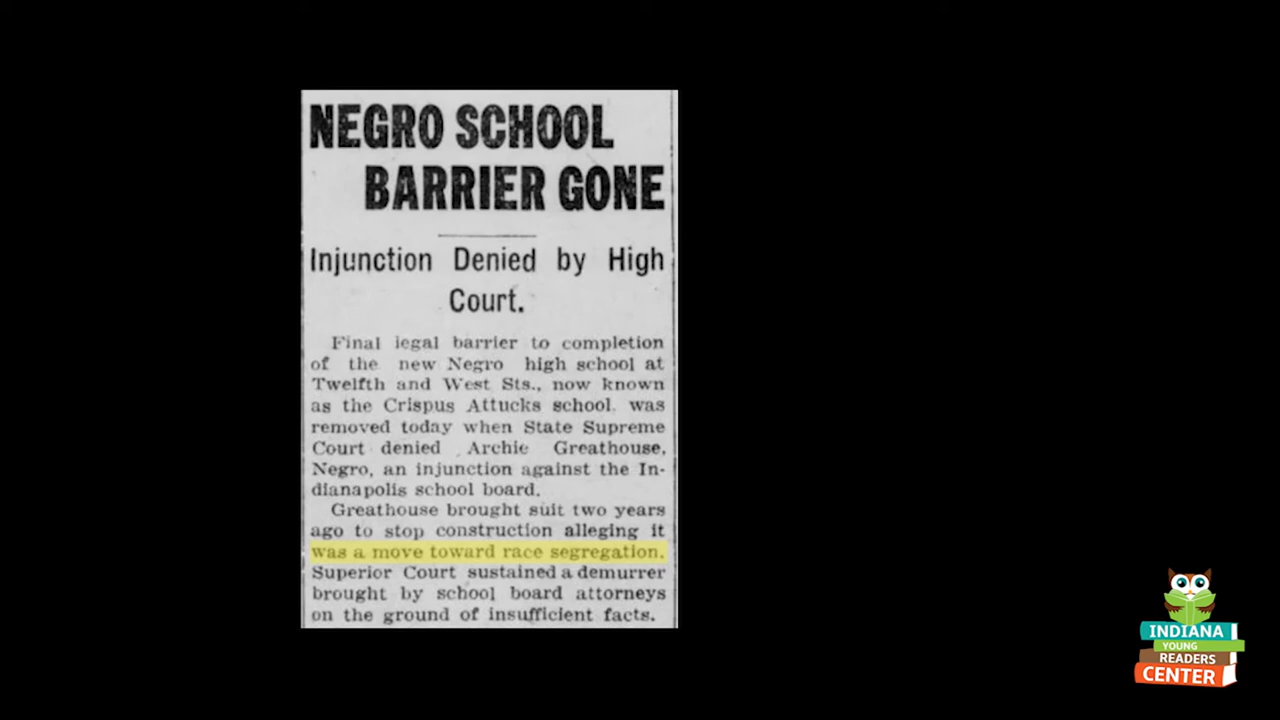 NEGRO SCHOOL
BARRIER GONE
Injunction Denied by High
Court.
Final legal barrier to completion
of the new Negro high school at
Twelfth and West Sts., now known
as the Crispus Attucks school, was
removed today when State Supreme
Court denied Archie Greathouse,
Negro, an injunction against the In-
dianapolis school board.
Greathouse brought suit two years
ago to stop construction alleging it
was a move toward race segregation.
Superior Court sustained a demurrer
brought by school board attorneys
on the ground of insufficient facts.
INDIANA
YOUNG
READERS
CENTER